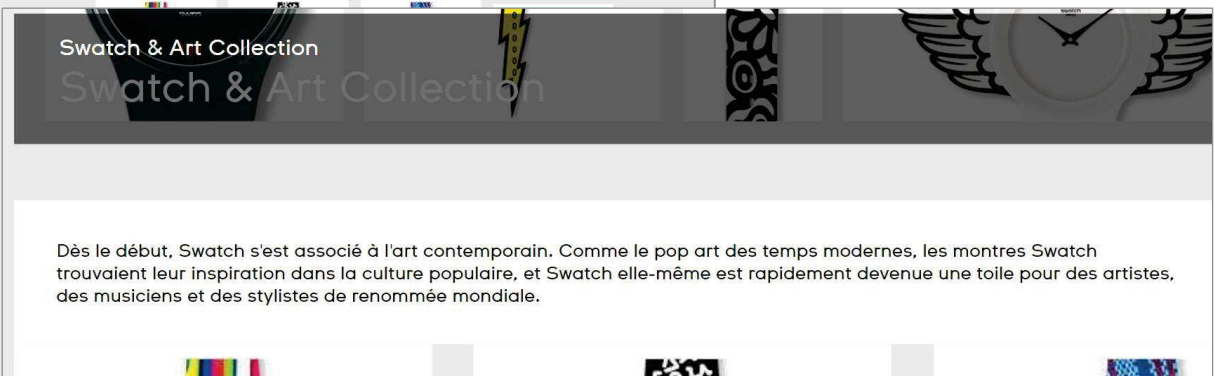 Swatch & Art Collection
Swatch & Art Collection
swatch
Dès le début, Swatch s'est associé à l'art contemporain. Comme le pop art des temps modernes, les montres Swatch
trouvaient leur inspiration dans la culture populaire, et Swatch elle-même est rapidement devenue une toile pour des artistes,
des musiciens et des stylistes de renommée mondiale.